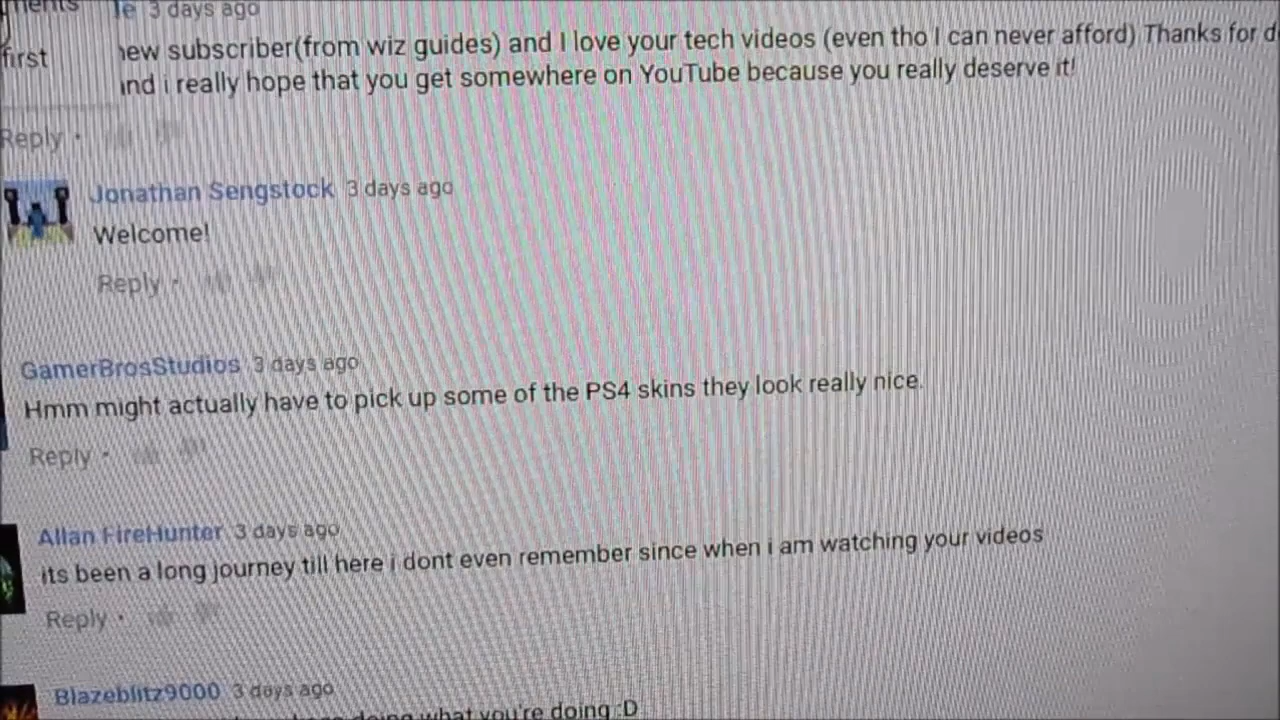 le 3 days ago
first
new subscriber(from wiz guides) and I love your tech videos (even tho I can never afford) Thanks for
and i really hope that you get somewhere on YouTube because you really deserve it!
Reply
Jonathan Sengstock 3 days ago
Welcome!
Reply
GamerBrosStudios 3 days ago
Hmm might actually have to pick up some of the PS4 skins they look really nice.
Reply
Allan FireHunter 3 days ago
its been a long journey till here i dont even remember since when i am watching your videos
Reply
Blazeblitz9000 3 days ago
doing what you're doing :D